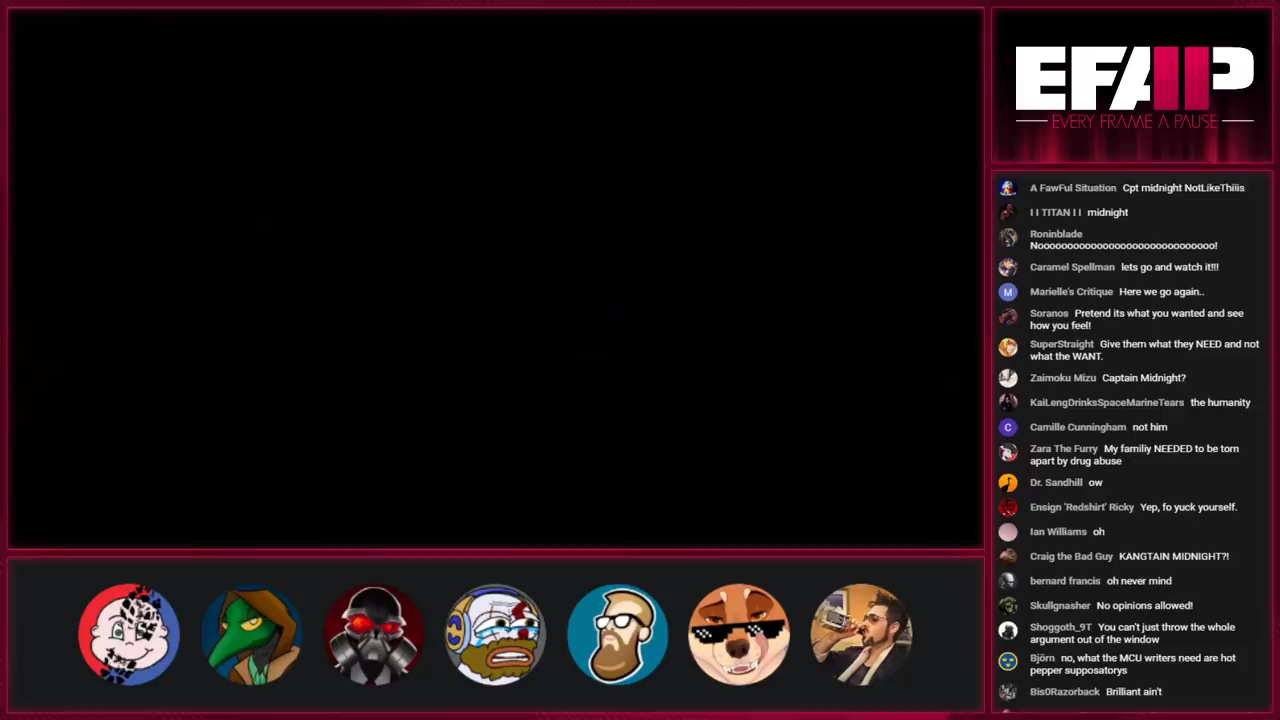 EFAP
EVERY FRAME A PAUSE
A FawFul Situation Cpt midnight NotLikeThiiis
I I TITAN I I midnight
Roninblade
Nooooooooooooooooooooooooooooo!
Caramel Spellman lets go and watch it!!!
M Marielle's Critique Here we go again..
Soranos Pretend its what you wanted and see
how you feel!
SuperStraight Give them what they NEED and not
what the WANT.
Zaimoku Mizu Captain Midnight?
KaiLengDrinksSpaceMarineTears the humanity
C Camille Cunningham not him
Zara The Furry My familiy NEEDED to be torn
apart by drug abuse
Dr. Sandhill ow
Ensign 'Redshirt' Ricky Yep, fo yuck yourself.
Ian Williams oh
Craig the Bad Guy KANGTAIN MIDNIGHT?!
bernard francis oh never mind
Skullgnasher No opinions allowed!
Shoggoth_9T You can't just throw the whole
argument out of the window
Björn no, what the MCU writers need are hot
pepper supposatorys
Bis0Razorback Brilliant ain't